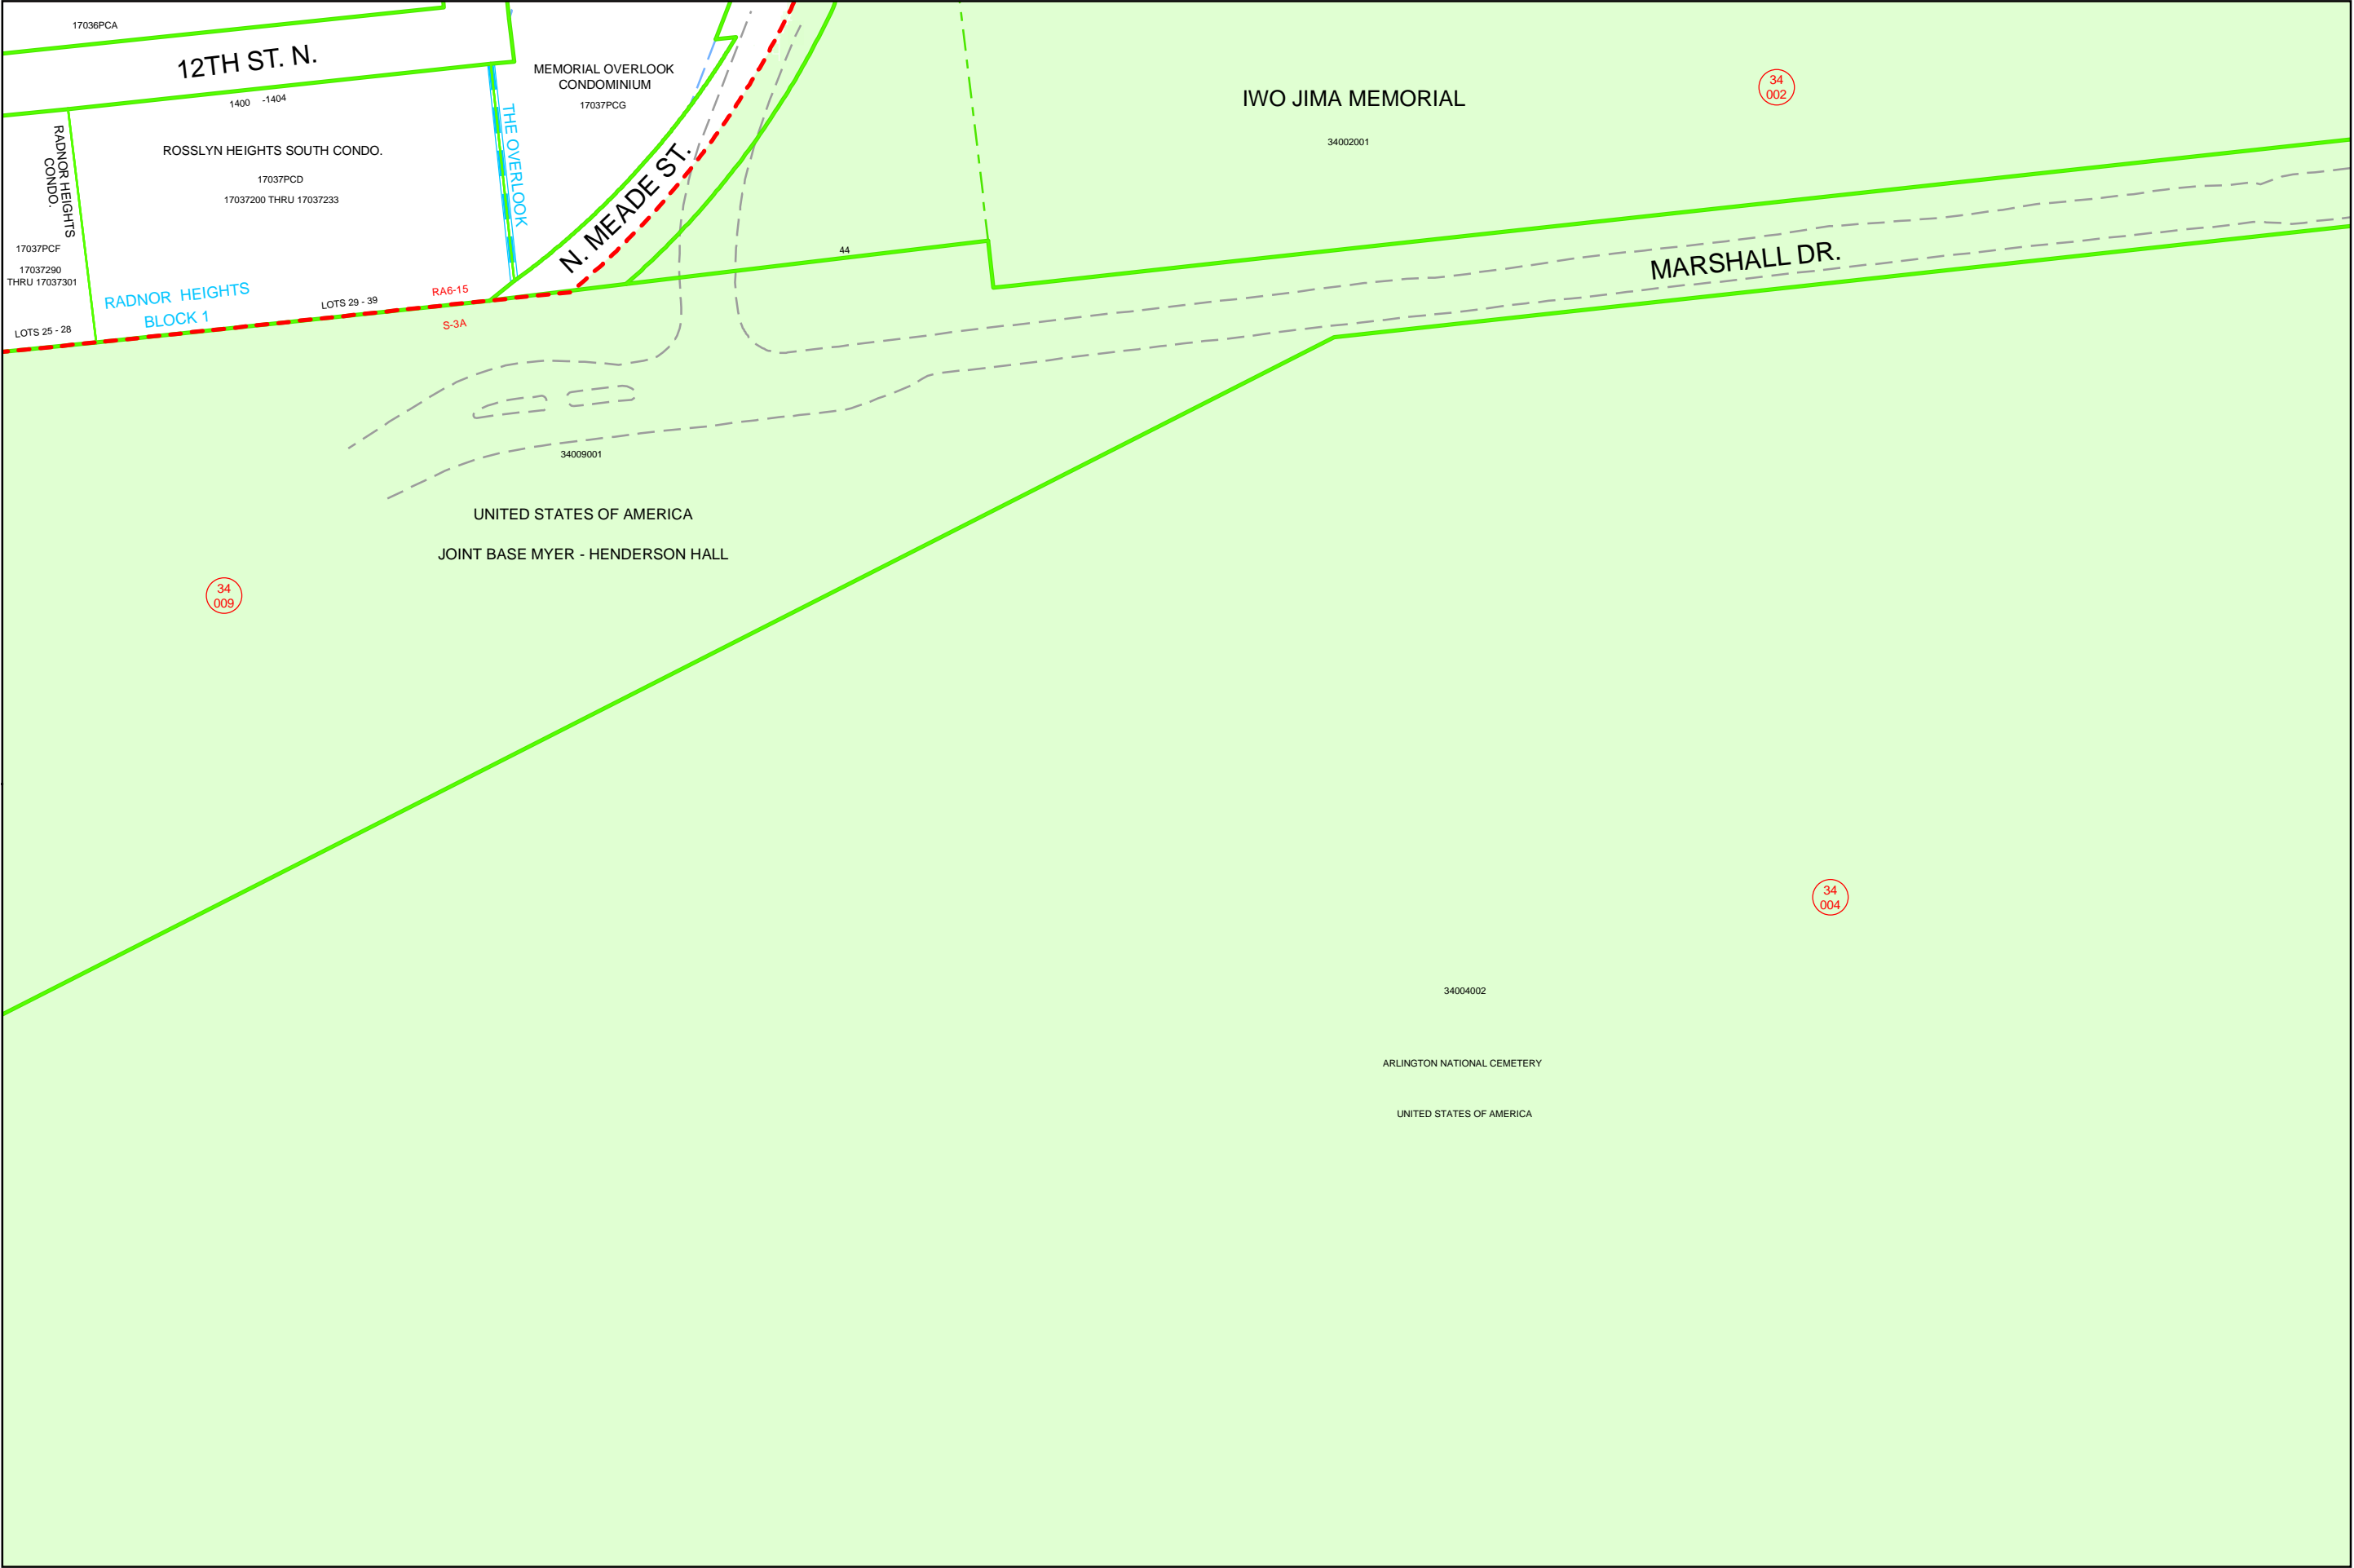 17036PCA
12TH ST. N.
1400 -1404
MEMORIAL OVERLOOK
CONDOMINIUM
17037PCG
THE OVERLOOK
RADNOR HEIGHTS
CONDO.
ROSSLYN HEIGHTS SOUTH CONDO.
17037PCD
17037200 THRU 17037233
17037PCF
17037290
THRU 17037301
LOTS 25 - 28
RADNOR HEIGHTS
BLOCK 1
LOTS 29 - 39
RA6-15
S-3A
N. MEADE ST.
44
IWO JIMA MEMORIAL
34002001
34
002
MARSHALL DR.
34009001
UNITED STATES OF AMERICA
JOINT BASE MYER - HENDERSON HALL
34
009
34
004
34004002
ARLINGTON NATIONAL CEMETERY
UNITED STATES OF AMERICA